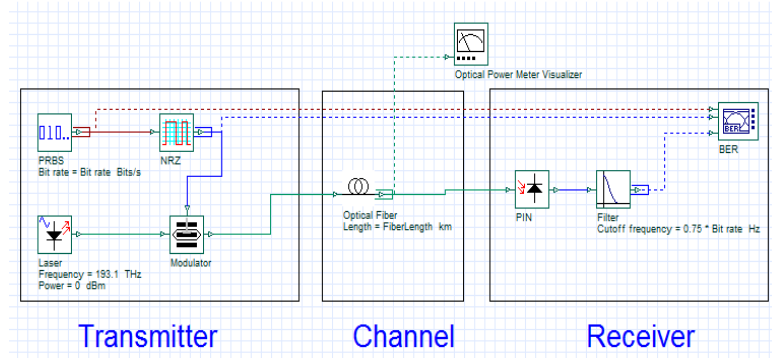 Optical Power Meter Visualizer
010..
PRBS
Bit rate = Bit rate Bits/s
NRZ
BER
BER
Laser
Frequency = 193.1 THz
Power = 0 dBm
Modulator
Optical Fiber
Length = FiberLength km
PIN
Filter
Cutoff frequency = 0.75 * Bit rate Hz
Transmitter
Channel
Receiver